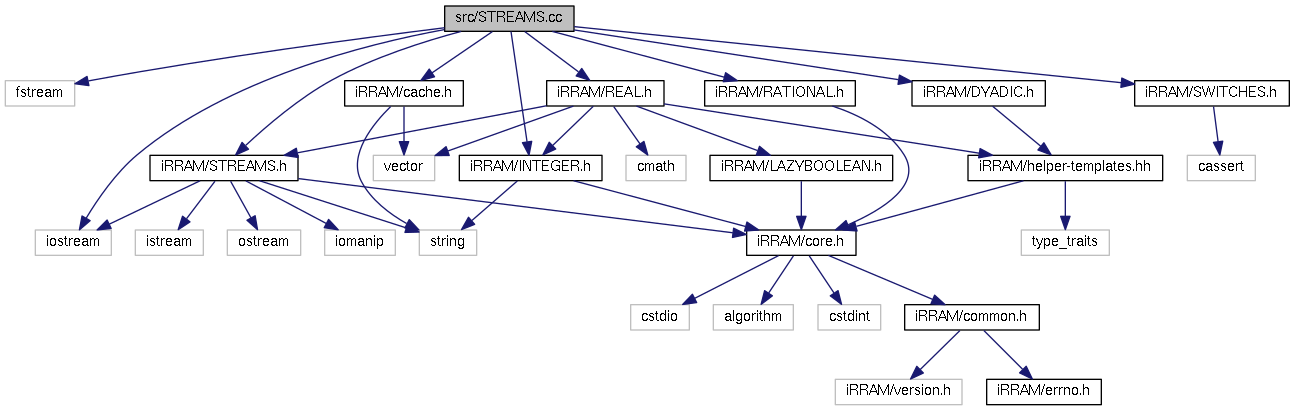 src/STREAMS.cc
fstream
iRRAM/cache.h
iRRAM/REAL.h
iRRAM/RATIONAL.h
iRRAM/DYADIC.h
iRRAM/SWITCHES.h
iRRAM/STREAMS.h
vector
iRRAM/INTEGER.h
cmath
iRRAM/LAZYBOOLEAN.h
iRRAM/helper-templates.hh
cassert
iostream
istream
ostream
iomanip
string
iRRAM/core.h
type_traits
cstdio
algorithm
cstdint
iRRAM/common.h
iRRAM/version.h
iRRAM/errno.h